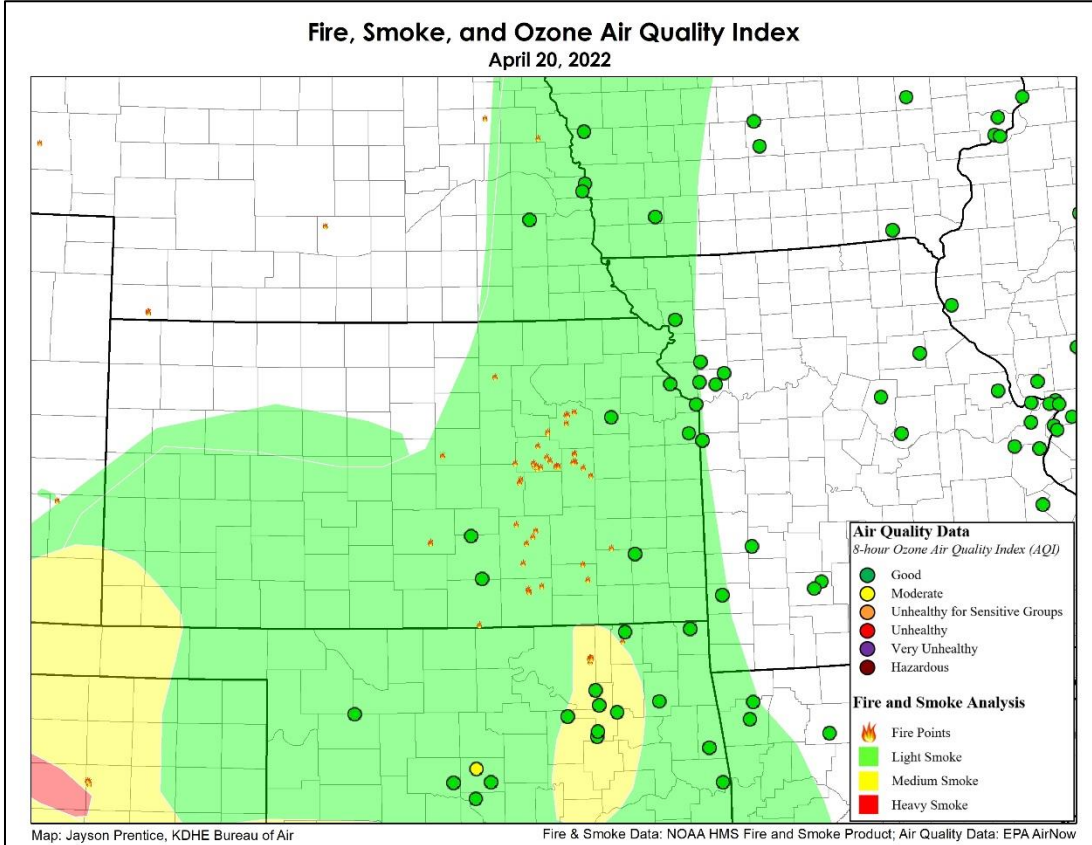 Fire, Smoke, and Ozone Air Quality Index
April 20, 2022
Air Quality Data
8-hour Ozone Air Quality Index (AQI)
Good
Moderate
Unhealthy for Sensitive Groups
Unhealthy
Very Unhealthy
Hazardous
Fire and Smoke Analysis
Fire Points
Light Smoke
Medium Smoke
Heavy Smoke
Map: Jayson Prentice, KDHE Bureau of Air
Fire & Smoke Data: NOAA HMS Fire and Smoke Product; Air Quality Data: EPA AirNow